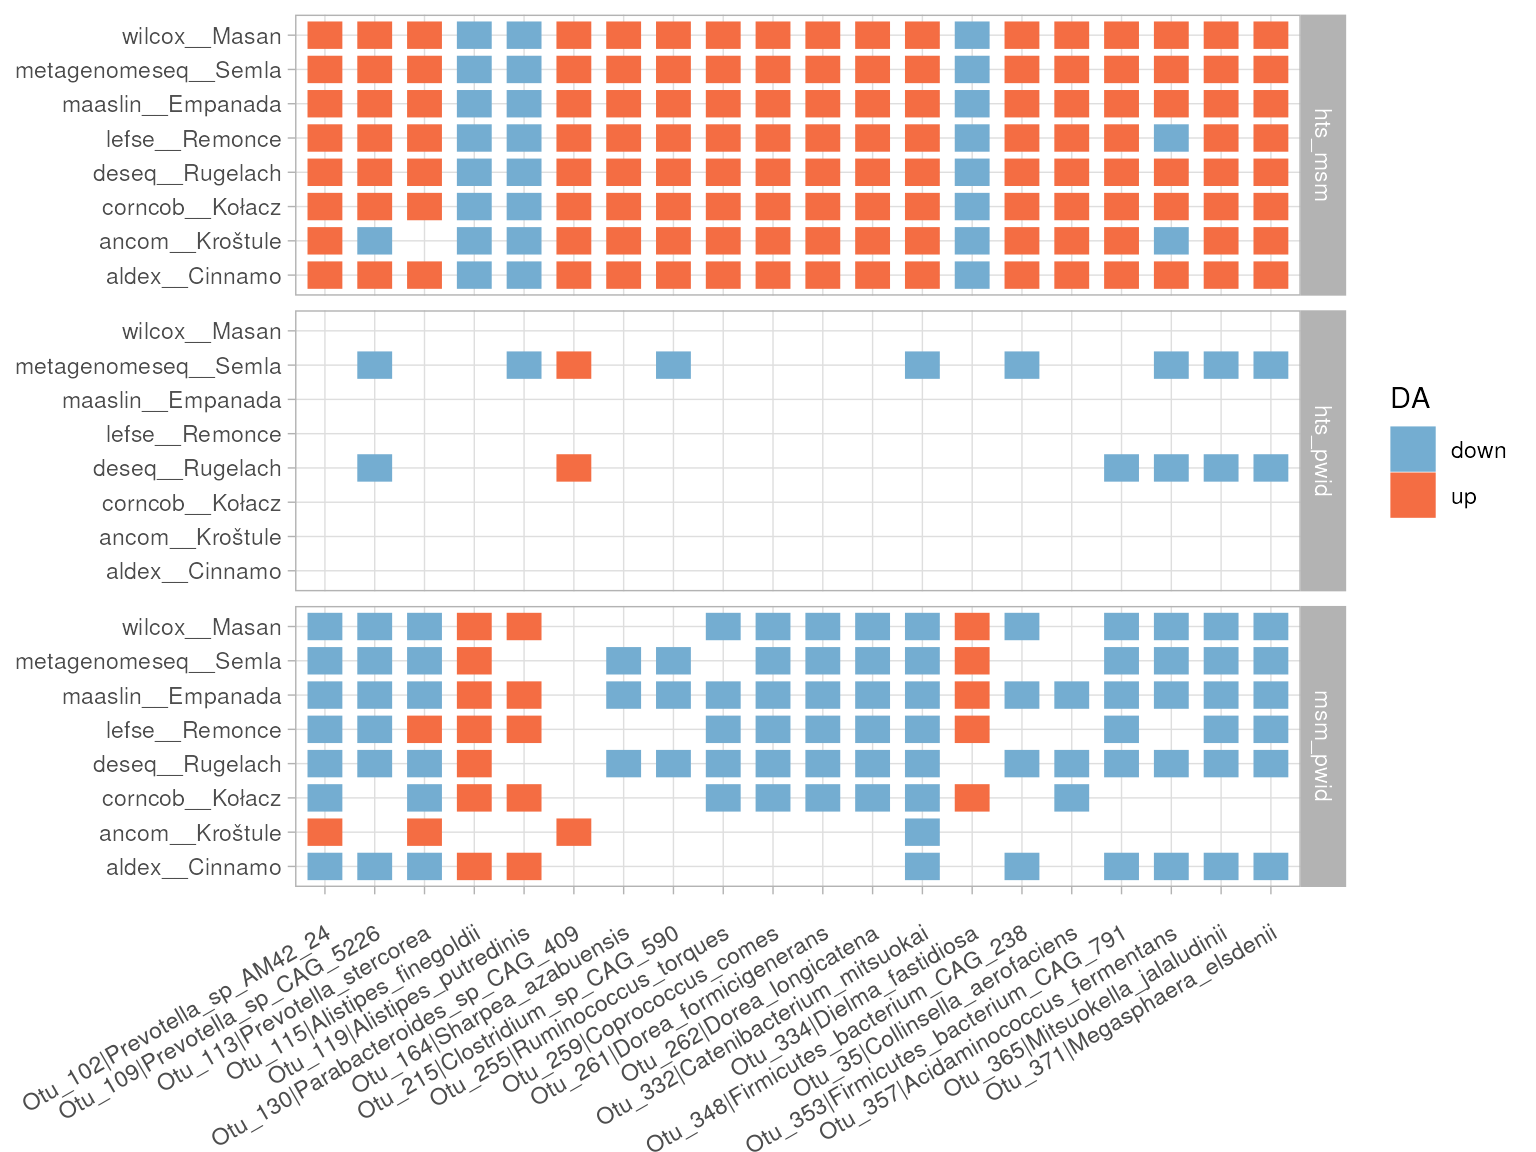 wilcox__Masan
metagenomeseq__Semla
maaslin__Empanada
lefse__Remonce
deseq__Rugelach
corncob__Kołacz
ancom__Kroštule
aldex__Cinnamo
hts_msm
wilcox__Masan
metagenomeseq__Semla
maaslin__Empanada
lefse__Remonce
deseq__Rugelach
corncob__Kołacz
ancom__Kroštule
aldex__Cinnamo
hts_pwid
wilcox__Masan
metagenomeseq__Semla
maaslin__Empanada
lefse__Remonce
deseq__Rugelach
corncob__Kołacz
ancom__Kroštule
aldex__Cinnamo
msm_pwid
Otu_102|Prevotella_sp_AM42_24
Otu_109|Prevotella_sp_CAG_5226
Otu_113|Prevotella_stercorea
Otu_115|Alistipes_finegoldii
Otu_119|Alistipes_putredinis
Otu_130|Parabacteroides_sp_CAG_409
Otu_164|Sharpea_azabuensis
Otu_215|Clostridium_sp_CAG_590
Otu_255|Ruminococcus_torques
Otu_259|Coprococcus_comes
Otu_261|Dorea_formicigenerans
Otu_262|Dorea_longicatena
Otu_332|Catenibacterium_mitsuokai
Otu_334|Dielma_fastidiosa
Otu_348|Firmicutes_bacterium_CAG_238
Otu_35|Collinsella_aerofaciens
Otu_353|Firmicutes_bacterium_CAG_791
Otu_357|Acidaminococcus_fermentans
Otu_365|Mitsuokella_jalaludinii
Otu_371|Megasphaera_elsdenii
DA
down
up